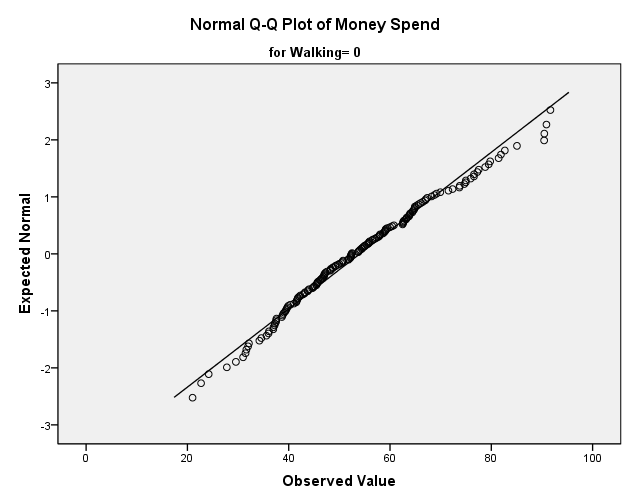 Normal Q-Q Plot of Money Spend
for Walking= 0
3
2
1
0
-1
-2
-3
Expected Normal
0 20 40 60 80 100
Observed Value